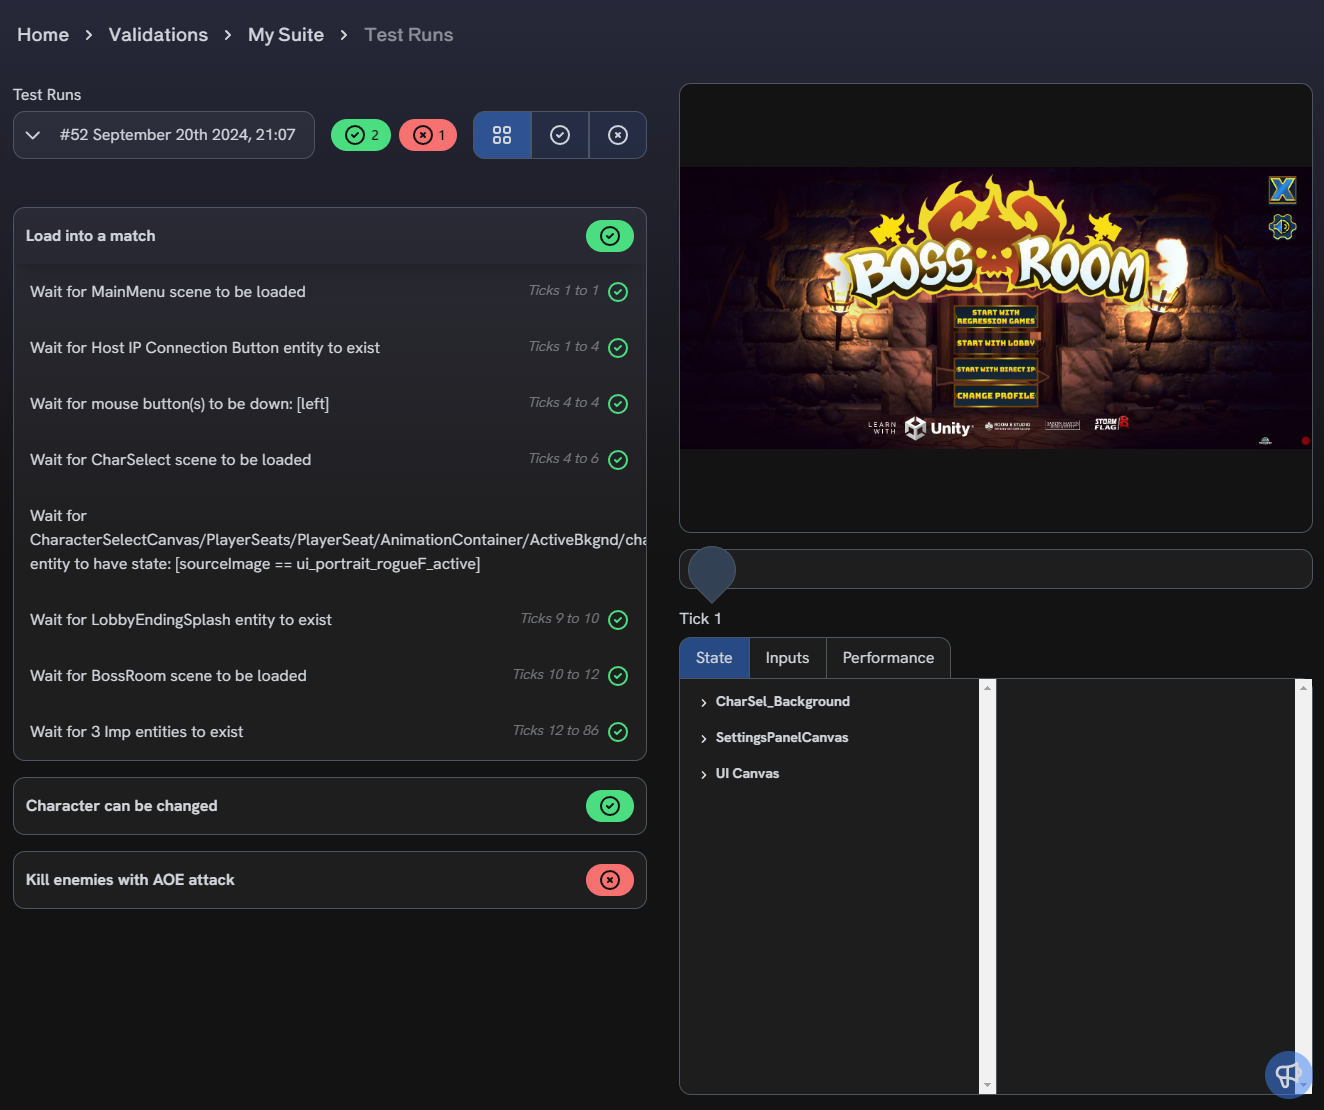 Home > Validations > My Suite > Test Runs
Test Runs
#52 September 20th 2024, 21:07
2
1
Load into a match
Wait for MainMenu scene to be loaded Ticks 1 to 1
Wait for Host IP Connection Button entity to exist Ticks 1 to 4
Wait for mouse button(s) to be down: [left] Ticks 4 to 4
Wait for CharSelect scene to be loaded Ticks 4 to 6
Wait for
CharacterSelectCanvas/PlayerSeats/PlayerSeat/AnimationContainer/ActiveBkgnd/cha
entity to have state: [sourceImage == ui_portrait_rogueF_active]
Wait for LobbyEndingSplash entity to exist Ticks 9 to 10
Wait for BossRoom scene to be loaded Ticks 10 to 12
Wait for 3 Imp entities to exist Ticks 12 to 86
Character can be changed
Kill enemies with AOE attack
BOSS ROOM
START WITH
REGRESSION GAMES
START WITH LOBBY
START WITH DIRECT IP
CHANGE PROFILE
LEARN
WITH
Unity
STORM
FLAG
Tick 1
State
Inputs
Performance
CharSel_Background
SettingsPanelCanvas
UI Canvas